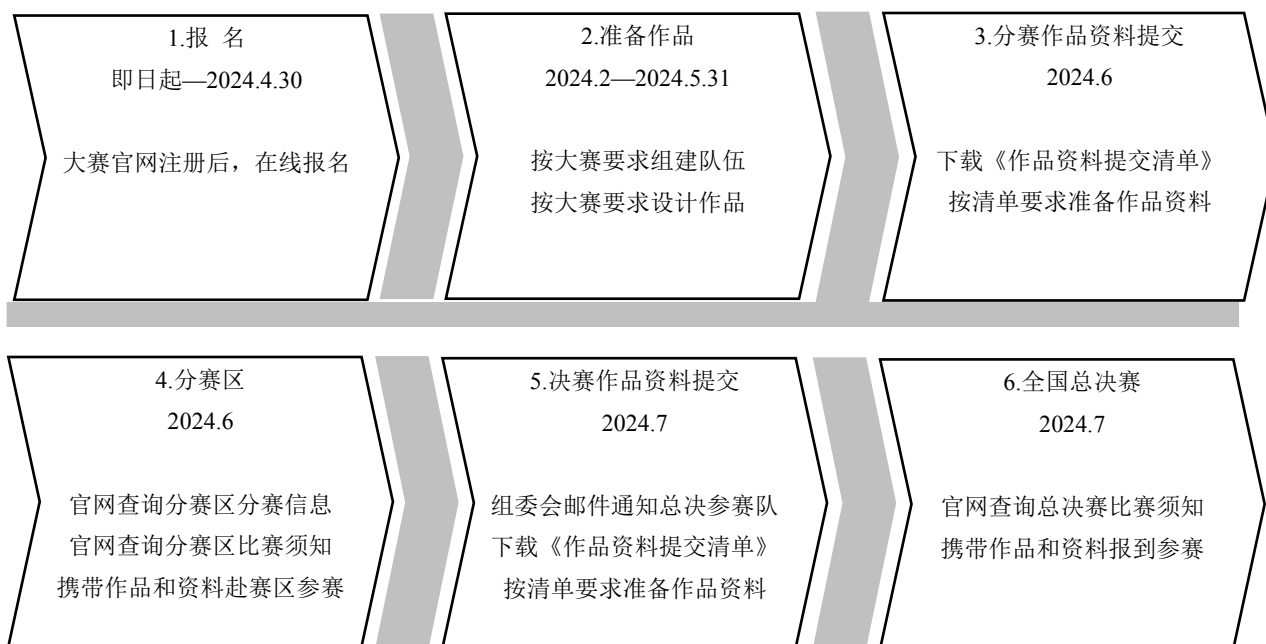 1.报 名
即日起—2024.4.30
大赛官网注册后，在线报名
2.准备作品
2024.2—2024.5.31
按大赛要求组建队伍
按大赛要求设计作品
3.分赛作品资料提交
2024.6
下载《作品资料提交清单》
按清单要求准备作品资料
4.分赛区
2024.6
官网查询分赛区分赛信息
官网查询分赛区比赛须知
携带作品和资料赴赛区参赛
5.决赛作品资料提交
2024.7
组委会邮件通知总决参赛队
下载《作品资料提交清单》
按清单要求准备作品资料
6.全国总决赛
2024.7
官网查询总决赛比赛须知
携带作品和资料报到参赛